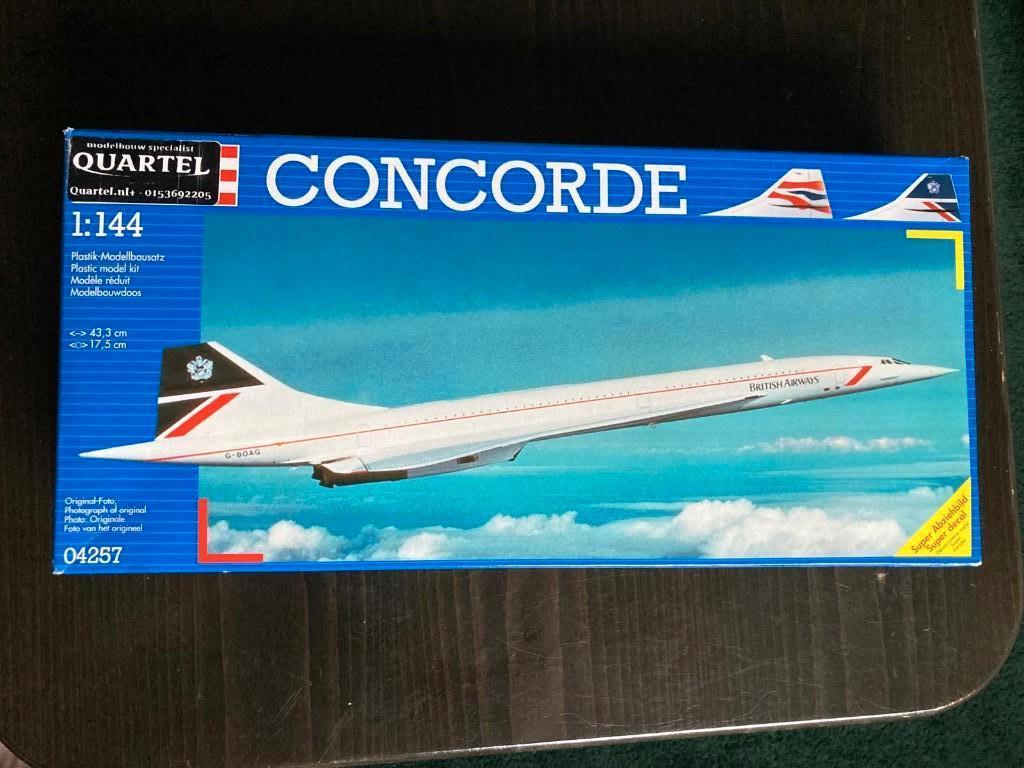 modelbouw specialist
QUARTEL
Quartel.nl+ - 0153692205
CONCORDE
1:144
Plastik-Modellbausatz
Plastic model kit
Modèle réduit
Modelbouwdoos
<-> 43,3 cm
<○> 17,5 cm
BRITISH AIRWAYS
G-BOAG
Original-Foto,
Photograph of original
Photo: Originale
Foto van het origineel
04257
Super Abziehbild
Super decal